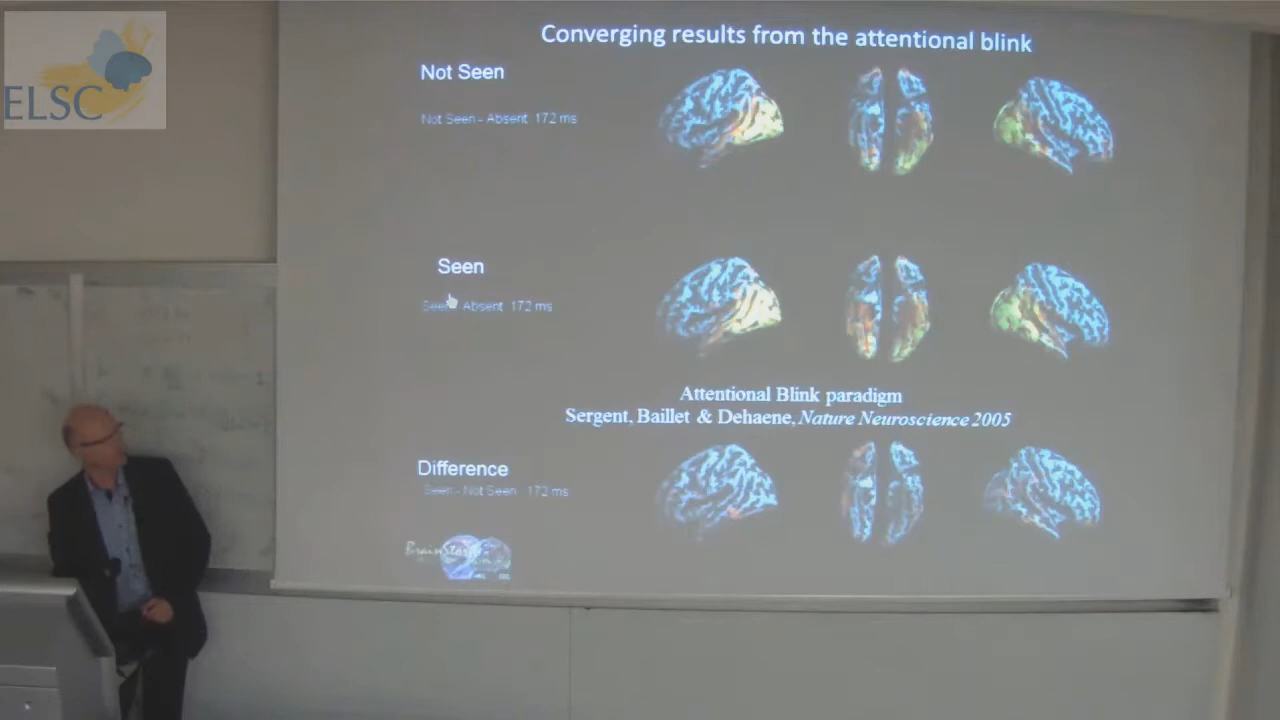 ELSC
Converging results from the attentional blink
Not Seen
Not Seen - Absent 172 ms
Seen
Seen - Absent 172 ms
Attentional Blink paradigm
Sergent, Baillet & Dehaene, Nature Neuroscience 2005
Difference
Seen - Not Seen 172 ms